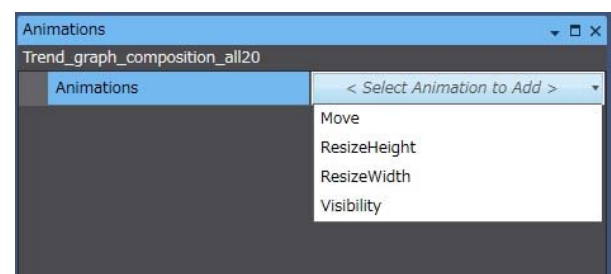 Animations
Trend_graph_composition_all20
Animations
< Select Animation to Add >
Move
ResizeHeight
ResizeWidth
Visibility